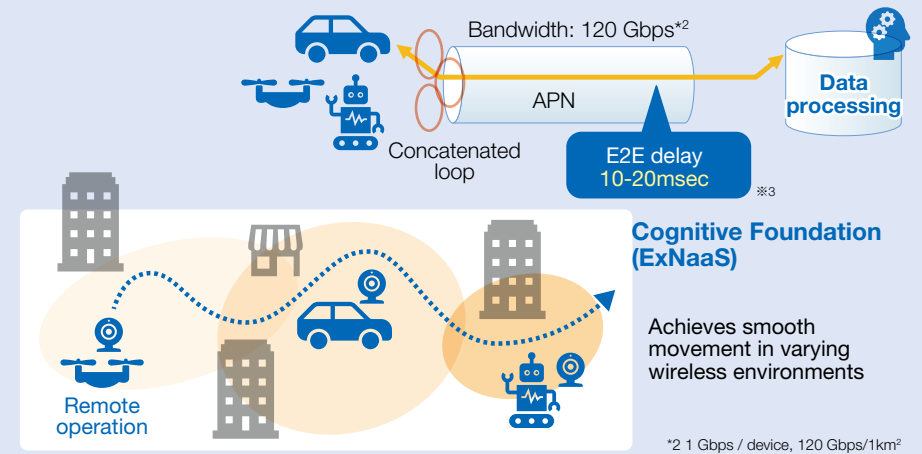 Bandwidth: 120 Gbps*2
APN
Data
processing
Concatenated
loop
E2E delay
10-20msec
※3
Cognitive Foundation
(ExNaaS)
Achieves smooth
movement in varying
wireless environments
Remote
operation
*2 1 Gbps / device, 120 Gbps/1km²